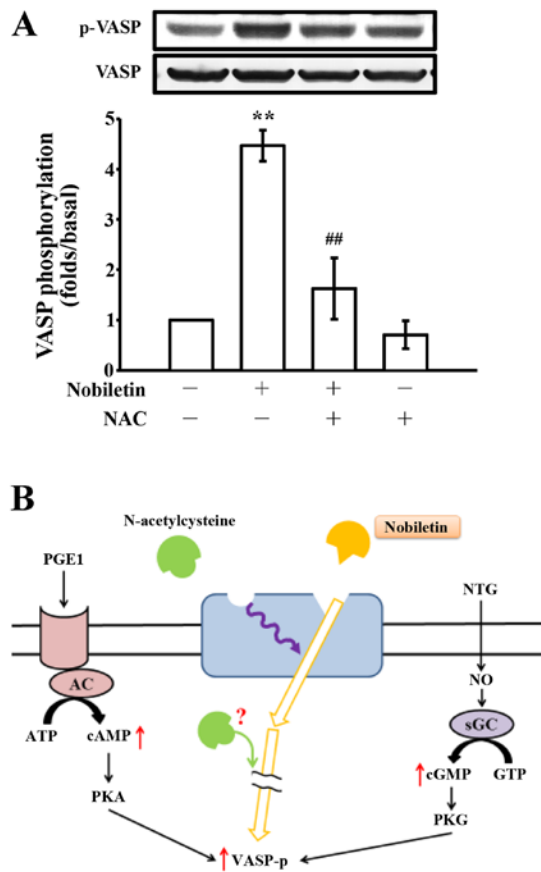 A
p-VASP
VASP
VASP phosphorylation
(folds/basal)
5
4
3
2
1
0
**
##
Nobiletin − + + −
NAC − − + +
B
N-acetylcysteine
Nobiletin
PGE1
NTG
AC
NO
ATP
cAMP
?
sGC
cGMP
GTP
PKA
PKG
VASP-p